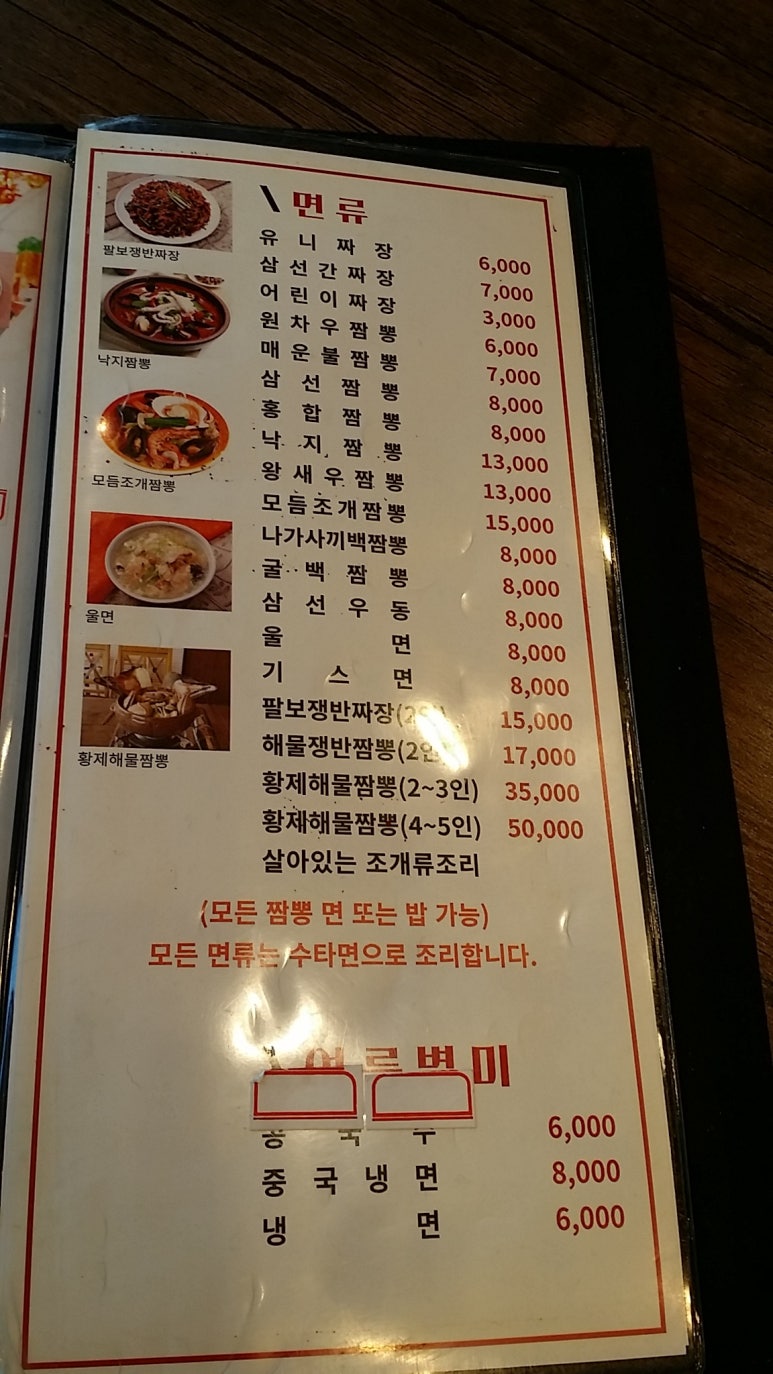 \ 면류
유니짜장 6,000
삼선간짜장 7,000
어린이짜장 3,000
원차우짬뽕 6,000
매운불짬뽕 7,000
삼선짬뽕 8,000
홍합짬뽕 8,000
낙지짬뽕 13,000
왕새우짬뽕 13,000
모듬조개짬뽕 15,000
나가사끼백짬뽕 8,000
굴백짬뽕 8,000
삼선우동 8,000
울면 8,000
기스면 8,000
팔보쟁반짜장 15,000
해물쟁반짬뽕(2인) 17,000
황제해물짬뽕(2~3인) 35,000
황제해물짬뽕(4~5인) 50,000
살아있는 조개류조리
(모든 짬뽕 면 또는 밥 가능)
모든 면류는 수타면으로 조리합니다.
팔보쟁반짜장
낙지짬뽕
모듬조개짬뽕
울면
황제해물짬뽕
6,000
중국냉면 8,000
냉면 6,000